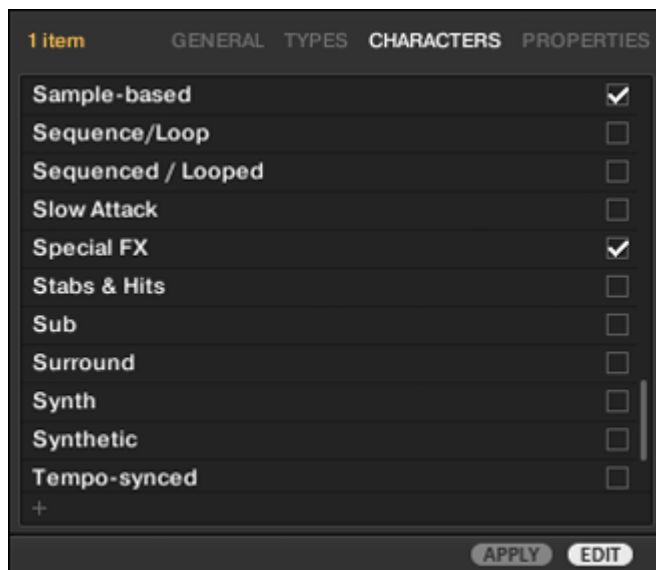 1 item GENERAL TYPES CHARACTERS PROPERTIES
Sample-based
Sequence/Loop
Sequenced / Looped
Slow Attack
Special FX
Stabs & Hits
Sub
Surround
Synth
Synthetic
Tempo-synced
+
APPLY EDIT